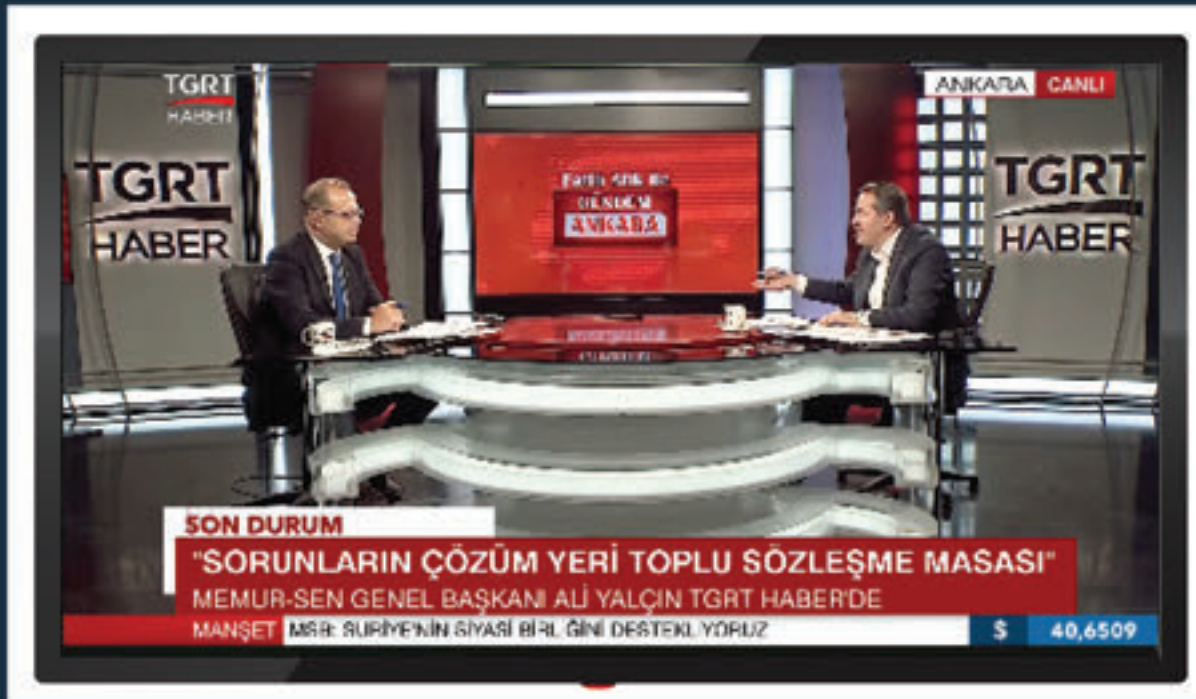 TGRT
HABER
ANKARA CANLI
TGRT
HABER
TGRT
HABER
ANKARA
SON DURUM
"SORUNLARIN ÇÖZÜM YERİ TOPLU SÖZLEŞME MASASI"
MEMUR-SEN GENEL BAŞKANI ALİ YALÇIN TGRT HABER'DE
MANŞET MSB: SURİYE'NİN SİYASİ BİRLİĞİNİ DESTEKLİYORUZ $ 40,6509